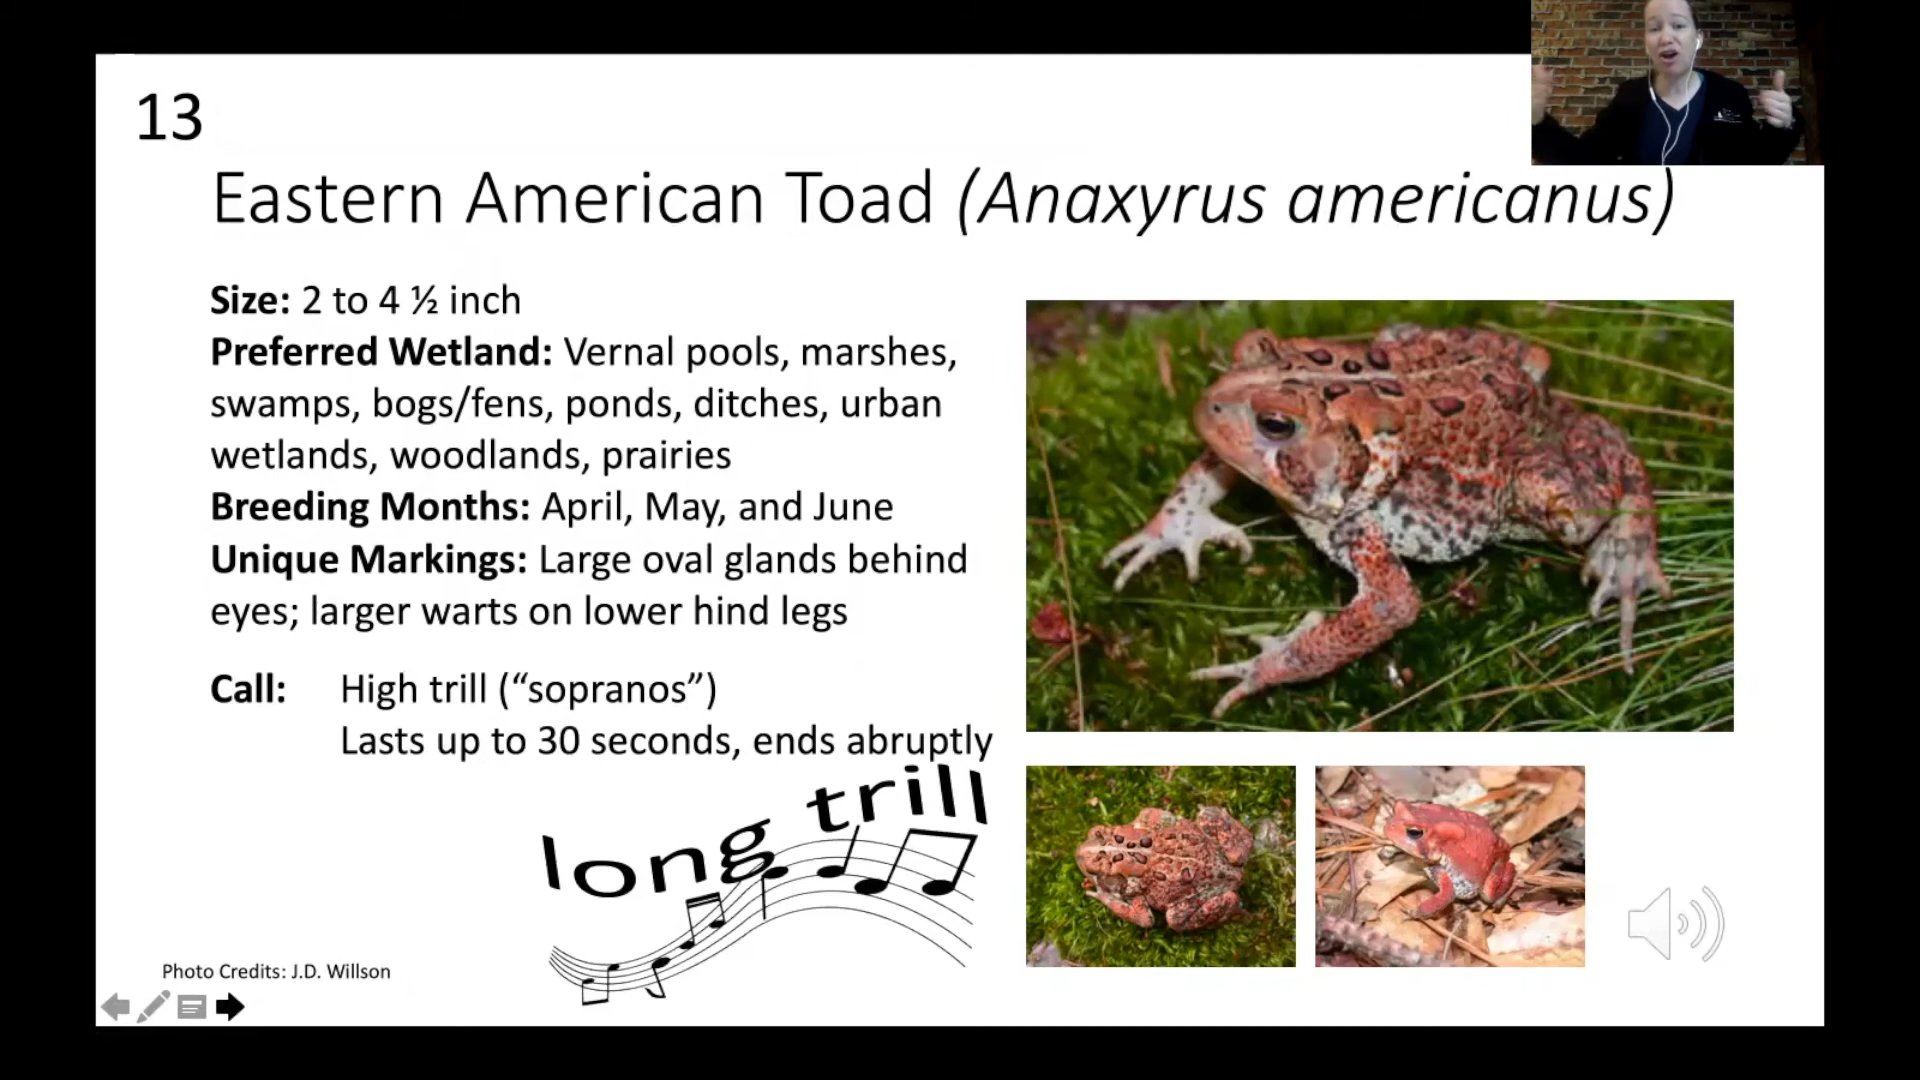 13
Eastern American Toad (Anaxyrus americanus)
Size: 2 to 4 ½ inch
Preferred Wetland: Vernal pools, marshes,
swamps, bogs/fens, ponds, ditches, urban
wetlands, woodlands, prairies
Breeding Months: April, May, and June
Unique Markings: Large oval glands behind
eyes; larger warts on lower hind legs
Call: High trill (“sopranos”)
Lasts up to 30 seconds, ends abruptly
long trill
Photo Credits: J.D. Willson